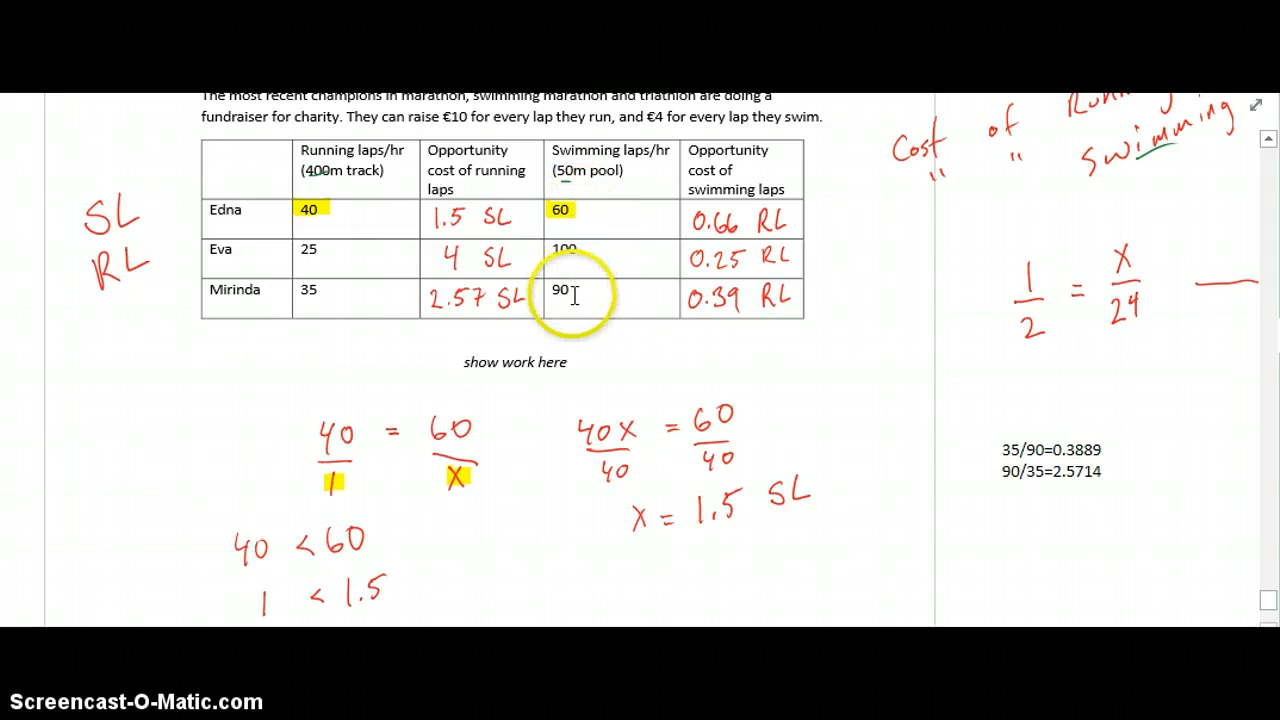 The most recent champions in marathon, swimming marathon and triathlon are doing a
fundraiser for charity. They can raise €10 for every lap they run, and €4 for every lap they swim.
Cost of Running
" " Swimming
Running laps/hr (400m track) Opportunity cost of running laps Swimming laps/hr (50m pool) Opportunity cost of swimming laps
Edna 40 1.5 SL 60 0.66 RL
Eva 25 4 SL 100 0.25 RL
Mirinda 35 2.57 SL 90 0.39 RL
SL
RL
1/2 = x/24
show work here
40/1 = 60/x
40x/40 = 60/40
x = 1.5 SL
40 < 60
1 < 1.5
35/90=0.3889
90/35=2.5714
Screencast-O-Matic.com